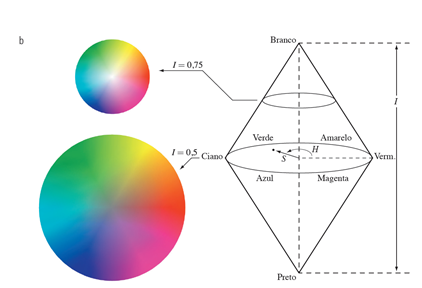 b
Branco
I = 0,75
I
Verde
Amarelo
I = 0,5
Ciano
H
S
Verm.
Azul
Magenta
Preto